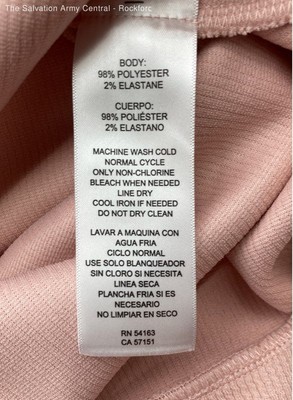 The Salvation Army Central - Rockford
BODY:
98% POLYESTER
2% ELASTANE
CUERPO:
98% POLIÉSTER
2% ELASTANO
MACHINE WASH COLD
NORMAL CYCLE
ONLY NON-CHLORINE
BLEACH WHEN NEEDED
LINE DRY
COOL IRON IF NEEDED
DO NOT DRY CLEAN
LAVAR A MAQUINA CON
AGUA FRIA
CICLO NORMAL
USE SOLO BLANQUEADOR
SIN CLORO SI NECESITA
LINEA SECA
PLANCHA FRIA SI ES
NECESARIO
NO LIMPIAR EN SECO
RN 54163
CA 57151